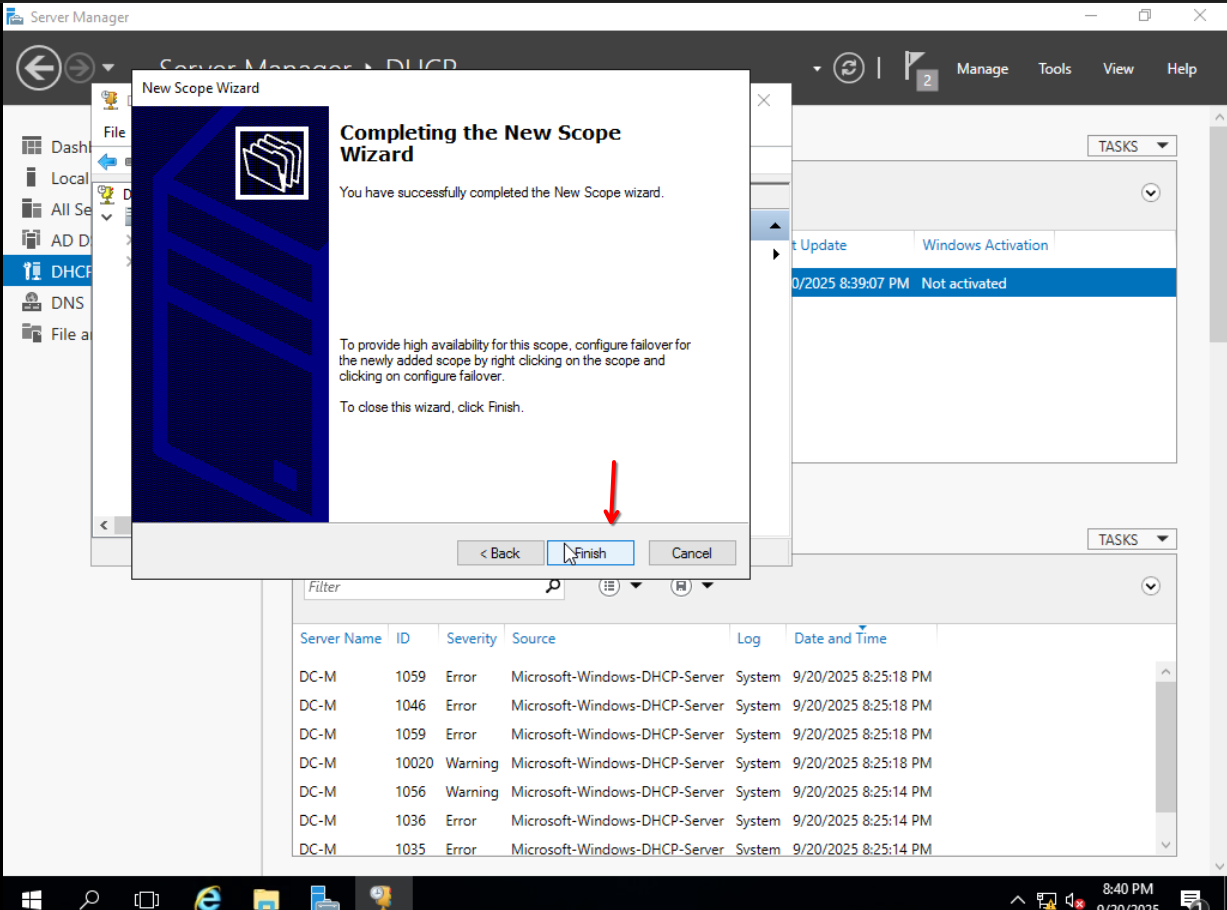 Server Manager
Server Manager DHCP
2
Manage
Tools
View
Help
New Scope Wizard
File
Completing the New Scope
Wizard
You have successfully completed the New Scope wizard.
To provide high availability for this scope, configure failover for
the newly added scope by right clicking on the scope and
clicking on configure failover.
To close this wizard, click Finish.
< Back
Finish
Cancel
Dash
Local
All Se
AD D
DHCP
DNS
File a
D
TASKS
t Update
Windows Activation
0/2025 8:39:07 PM Not activated
TASKS
Filter
Server Name ID Severity Source Log Date and Time
DC-M 1059 Error Microsoft-Windows-DHCP-Server System 9/20/2025 8:25:18 PM
DC-M 1046 Error Microsoft-Windows-DHCP-Server System 9/20/2025 8:25:18 PM
DC-M 1059 Error Microsoft-Windows-DHCP-Server System 9/20/2025 8:25:18 PM
DC-M 10020 Warning Microsoft-Windows-DHCP-Server System 9/20/2025 8:25:18 PM
DC-M 1056 Warning Microsoft-Windows-DHCP-Server System 9/20/2025 8:25:14 PM
DC-M 1036 Error Microsoft-Windows-DHCP-Server System 9/20/2025 8:25:14 PM
DC-M 1035 Error Microsoft-Windows-DHCP-Server System 9/20/2025 8:25:14 PM
8:40 PM
9/20/2025
1